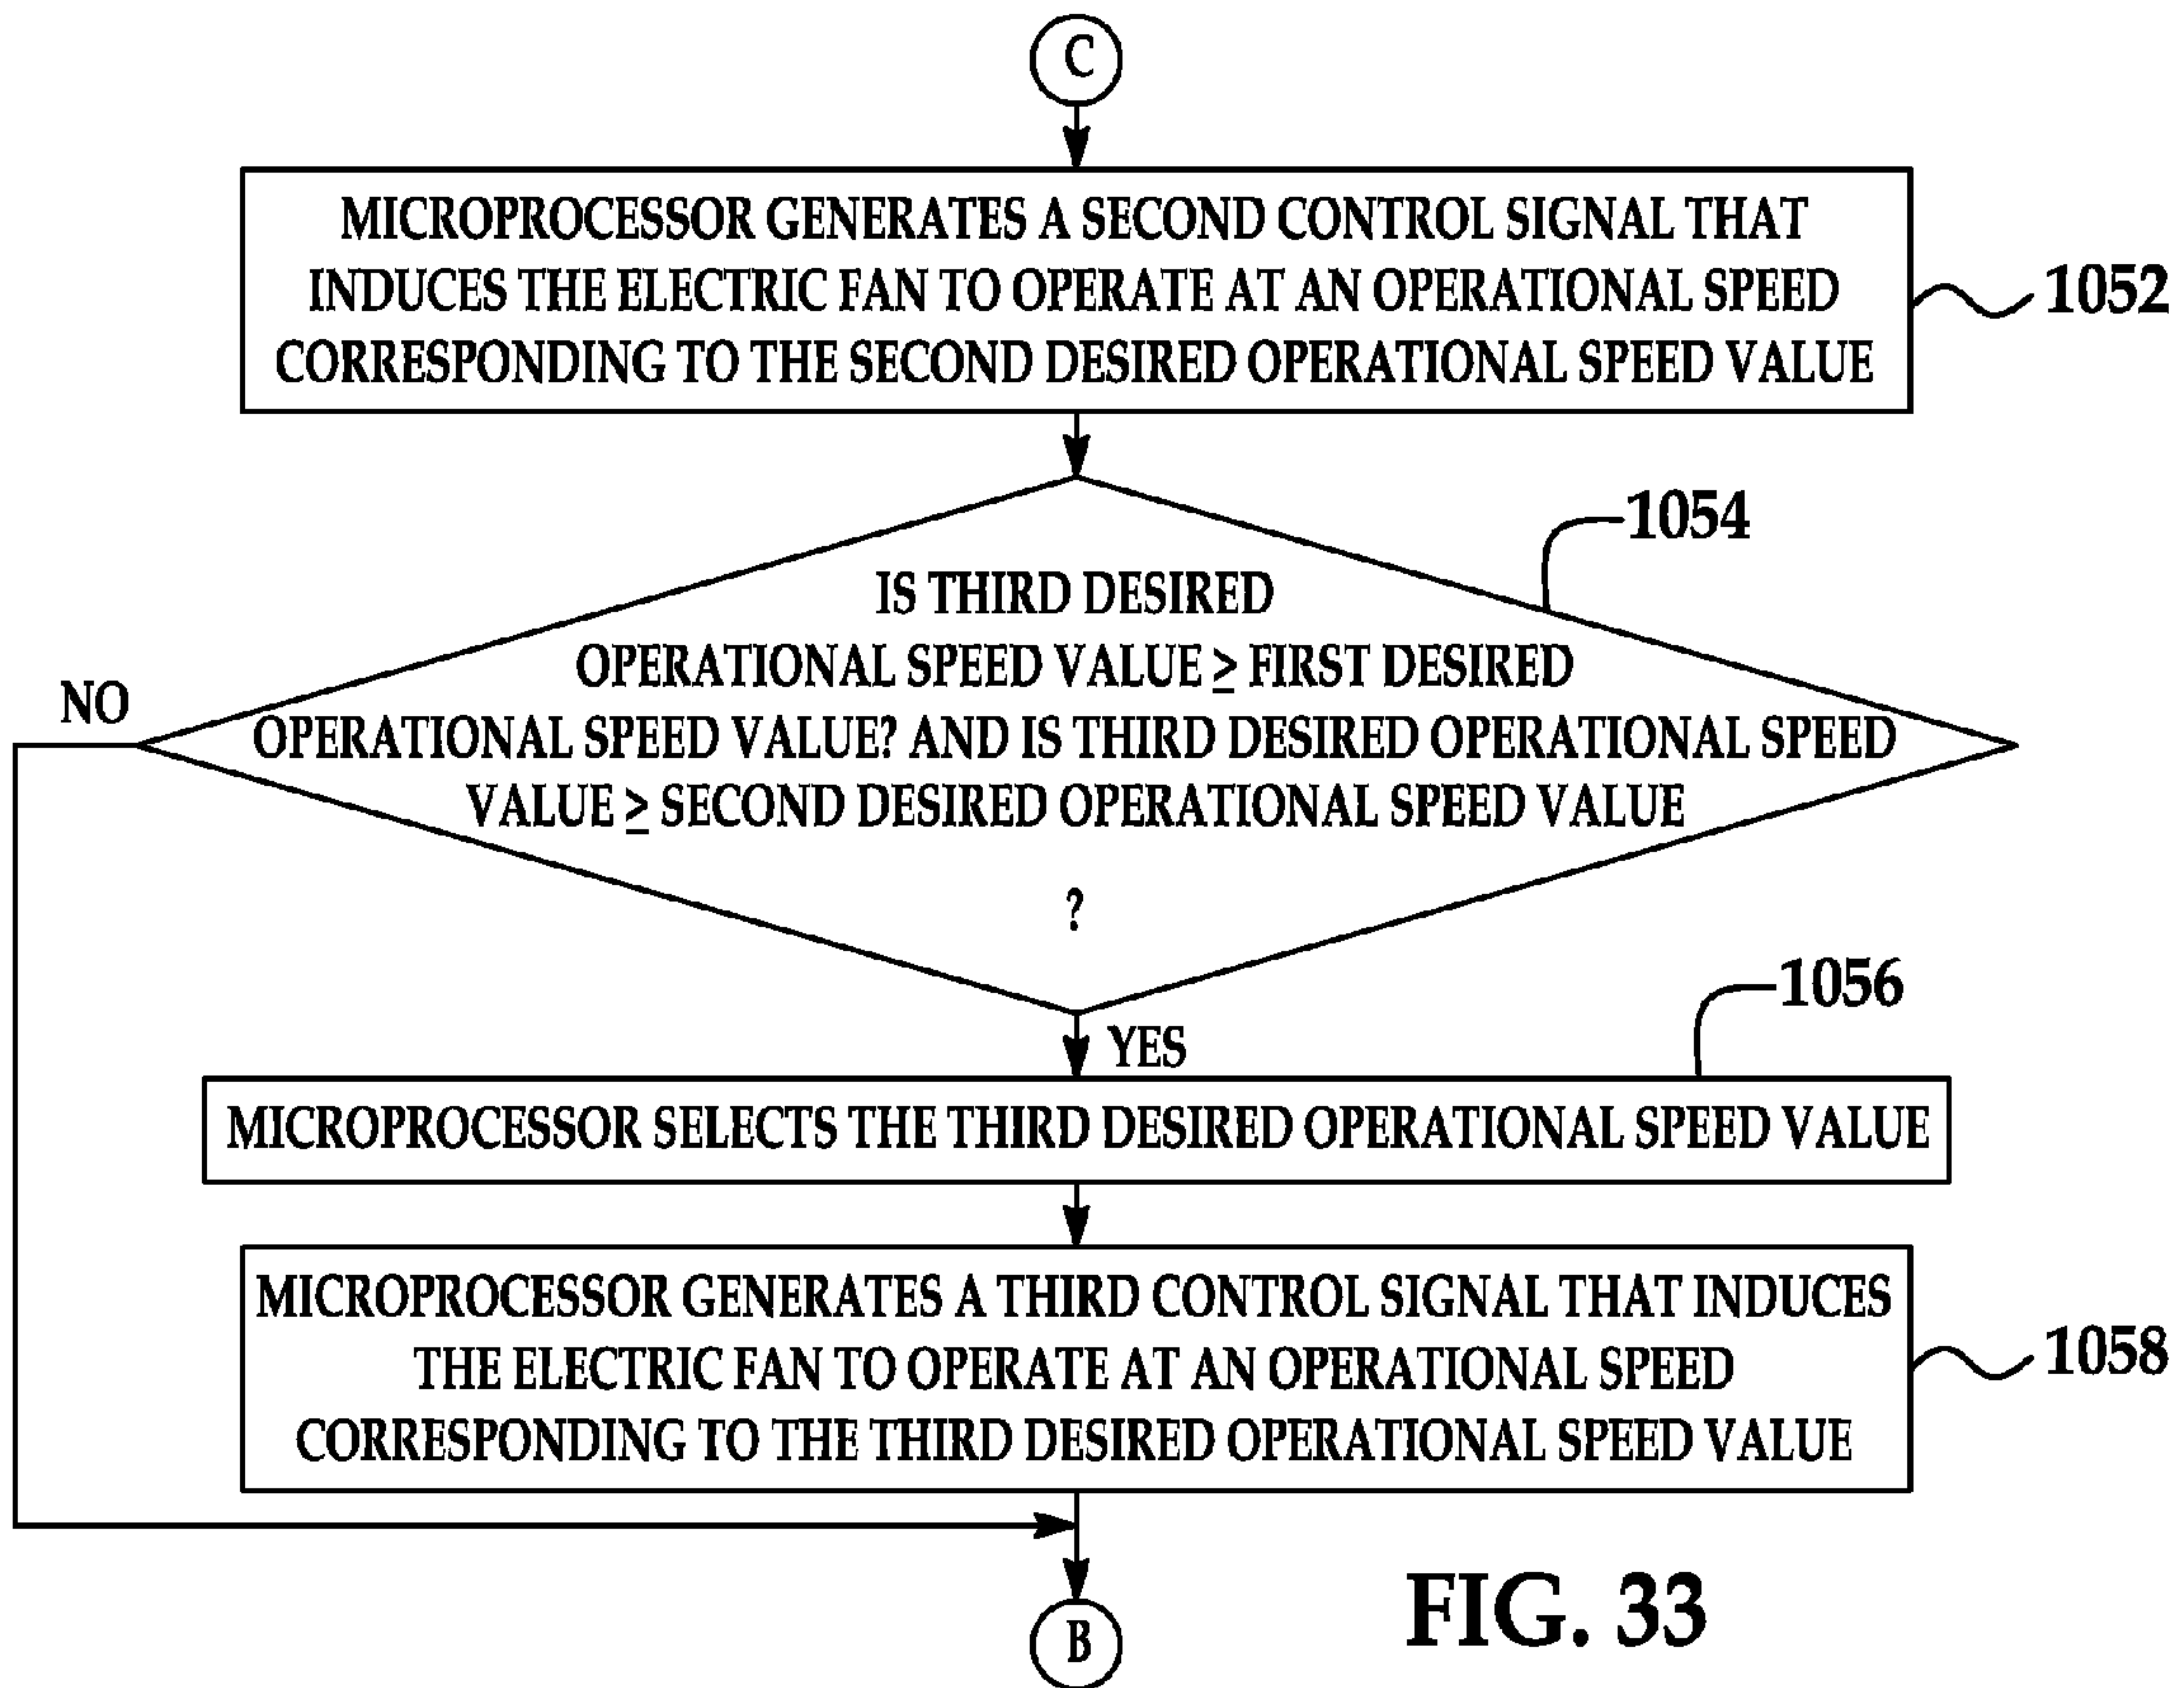 C
MICROPROCESSOR GENERATES A SECOND CONTROL SIGNAL THAT
INDUCES THE ELECTRIC FAN TO OPERATE AT AN OPERATIONAL SPEED
CORRESPONDING TO THE SECOND DESIRED OPERATIONAL SPEED VALUE
1052
1054
IS THIRD DESIRED
OPERATIONAL SPEED VALUE ≥ FIRST DESIRED
OPERATIONAL SPEED VALUE? AND IS THIRD DESIRED OPERATIONAL SPEED
VALUE ≥ SECOND DESIRED OPERATIONAL SPEED VALUE
?
NO
YES
1056
MICROPROCESSOR SELECTS THE THIRD DESIRED OPERATIONAL SPEED VALUE
MICROPROCESSOR GENERATES A THIRD CONTROL SIGNAL THAT INDUCES
THE ELECTRIC FAN TO OPERATE AT AN OPERATIONAL SPEED
CORRESPONDING TO THE THIRD DESIRED OPERATIONAL SPEED VALUE
1058
B
FIG. 33